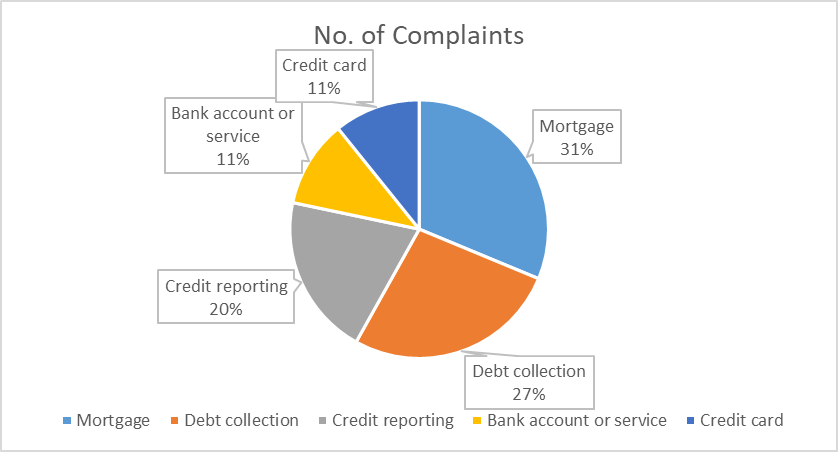 No. of Complaints
Credit card
11%
Bank account or
service
11%
Mortgage
31%
Credit reporting
20%
Debt collection
27%
Mortgage
Debt collection
Credit reporting
Bank account or service
Credit card